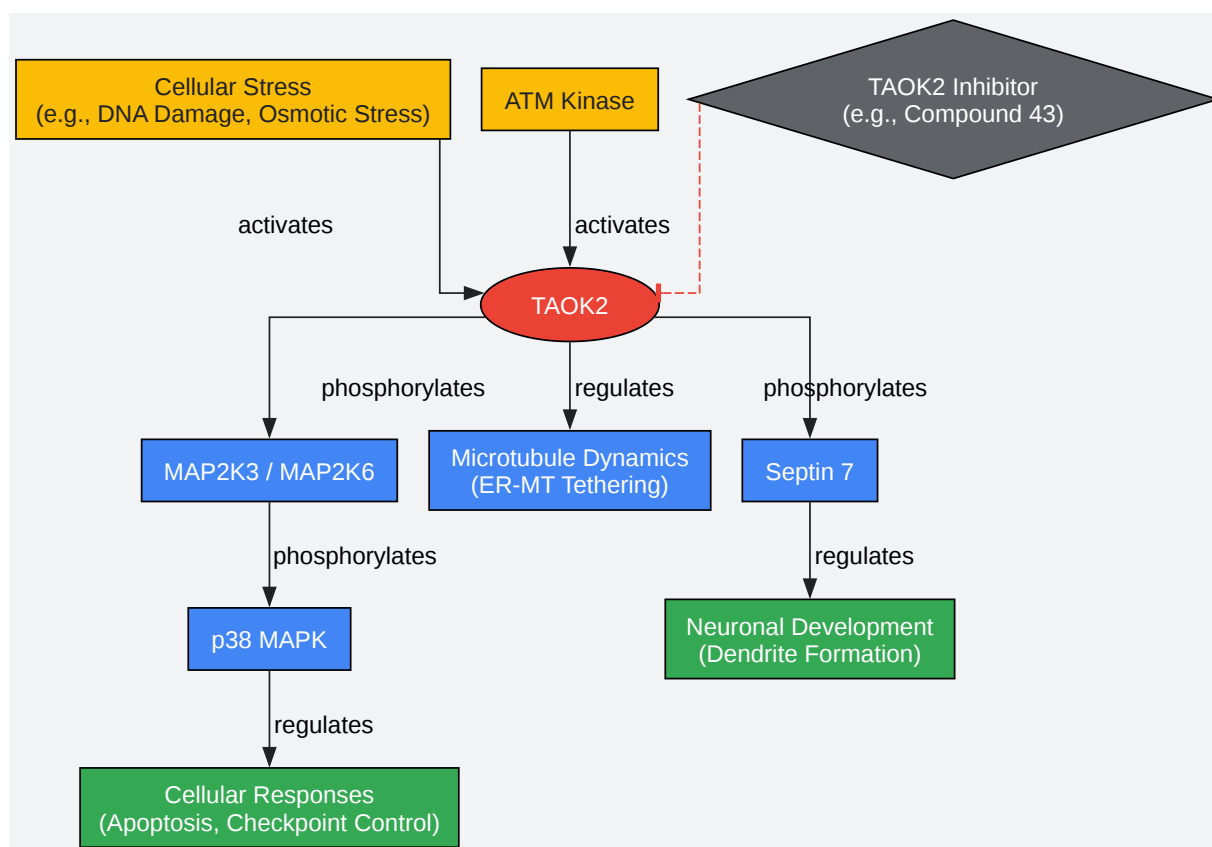 Cellular Stress
(e.g., DNA Damage, Osmotic Stress)
ATM Kinase
TAOK2 Inhibitor
(e.g., Compound 43)
activates
activates
TAOK2
phosphorylates
regulates
phosphorylates
MAP2K3 / MAP2K6
Microtubule Dynamics
(ER-MT Tethering)
Septin 7
phosphorylates
regulates
p38 MAPK
Neuronal Development
(Dendrite Formation)
regulates
Cellular Responses
(Apoptosis, Checkpoint Control)